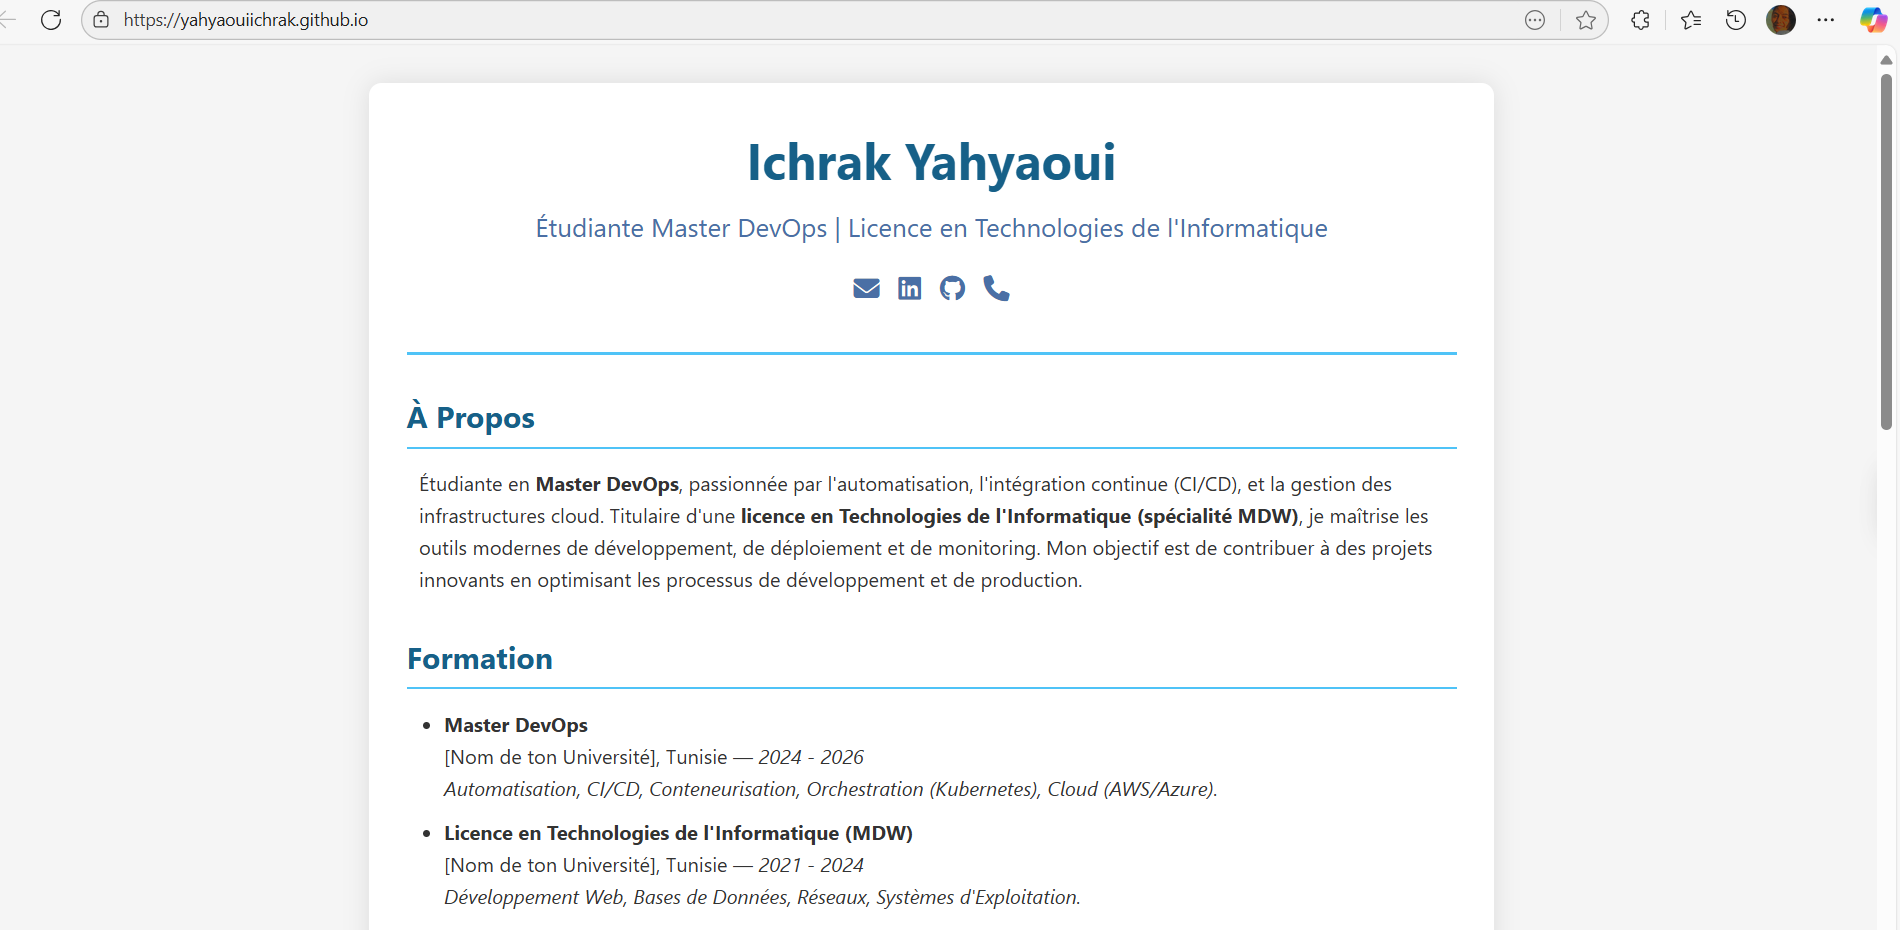 https://yahyaouiichrak.github.io
Ichrak Yahyaoui
Étudiante Master DevOps | Licence en Technologies de l'Informatique
À Propos
Étudiante en Master DevOps, passionnée par l'automatisation, l'intégration continue (CI/CD), et la gestion des
infrastructures cloud. Titulaire d'une licence en Technologies de l'Informatique (spécialité MDW), je maîtrise les
outils modernes de développement, de déploiement et de monitoring. Mon objectif est de contribuer à des projets
innovants en optimisant les processus de développement et de production.
Formation
• Master DevOps
[Nom de ton Université], Tunisie — 2024 - 2026
Automatisation, CI/CD, Conteneurisation, Orchestration (Kubernetes), Cloud (AWS/Azure).
• Licence en Technologies de l'Informatique (MDW)
[Nom de ton Université], Tunisie — 2021 - 2024
Développement Web, Bases de Données, Réseaux, Systèmes d'Exploitation.